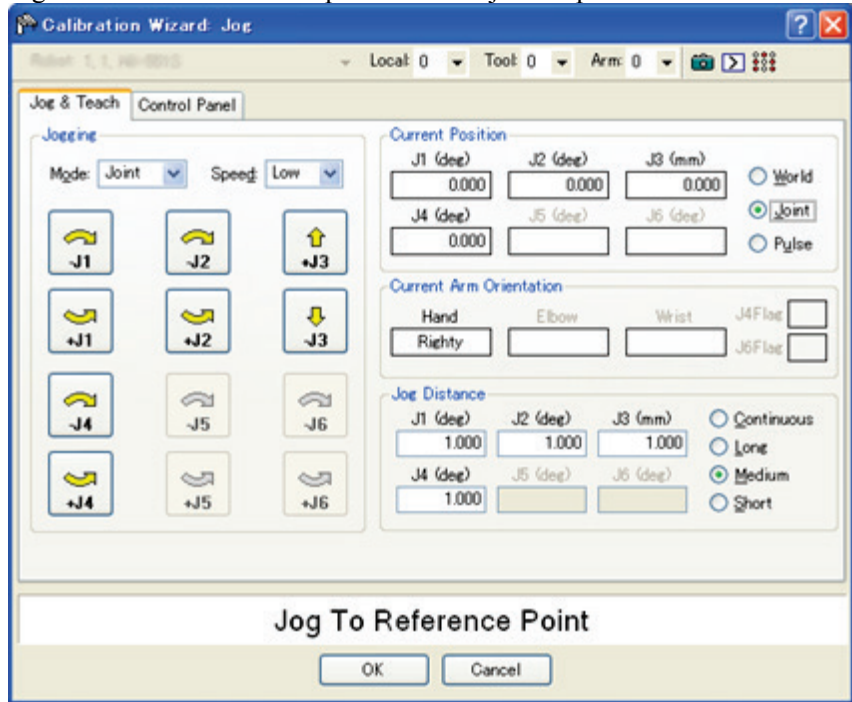 Calibration Wizard: Jog
Local: 0 Tool: 0 Arm: 0
Jog & Teach Control Panel
Jogging
Mode: Joint Speed: Low
-J1 -J2 +J3
+J1 +J2 -J3
-J4 -J5 -J6
+J4 +J5 +J6
Current Position
J1 (deg) J2 (deg) J3 (mm)
0.000 0.000 0.000
J4 (deg) J5 (deg) J6 (deg)
0.000
World
Joint
Pulse
Current Arm Orientation
Hand Elbow Wrist J4Flag
Righty J6Flag
Jog Distance
J1 (deg) J2 (deg) J3 (mm)
1.000 1.000 1.000
J4 (deg) J5 (deg) J6 (deg)
1.000
Continuous
Long
Medium
Short
Jog To Reference Point
OK Cancel